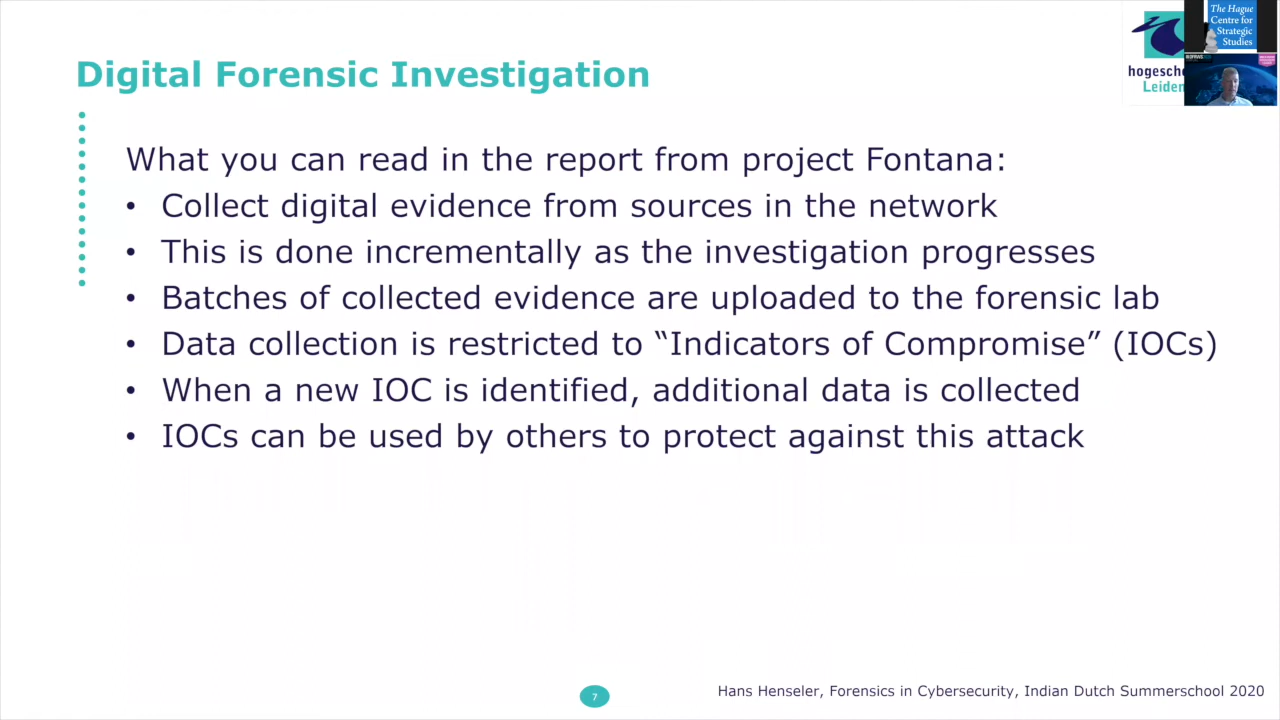 The Hague
Centre for
Strategic
Studies
Digital Forensic Investigation
Leiden
What you can read in the report from project Fontana:
• Collect digital evidence from sources in the network
• This is done incrementally as the investigation progresses
• Batches of collected evidence are uploaded to the forensic lab
• Data collection is restricted to “Indicators of Compromise” (IOCs)
• When a new IOC is identified, additional data is collected
• IOCs can be used by others to protect against this attack
7
Hans Henseler, Forensics in Cybersecurity, Indian Dutch Summerschool 2020